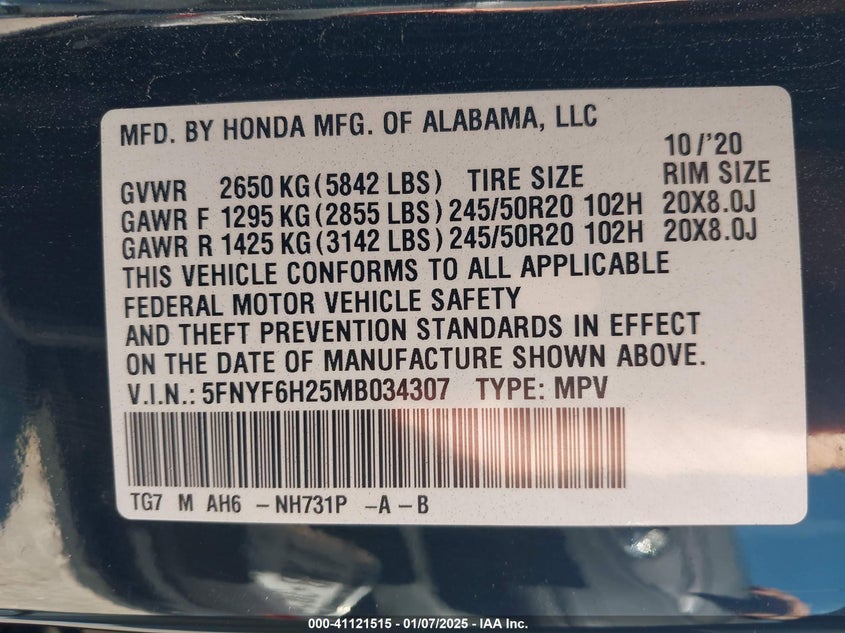 MFD. BY HONDA MFG. OF ALABAMA, LLC
10/'20
GVWR 2650 KG (5842 LBS) TIRE SIZE RIM SIZE
GAWR F 1295 KG (2855 LBS) 245/50R20 102H 20X8.0J
GAWR R 1425 KG (3142 LBS) 245/50R20 102H 20X8.0J
THIS VEHICLE CONFORMS TO ALL APPLICABLE
FEDERAL MOTOR VEHICLE SAFETY
AND THEFT PREVENTION STANDARDS IN EFFECT
ON THE DATE OF MANUFACTURE SHOWN ABOVE.
V.I.N.: 5FNYF6H25MB034307 TYPE: MPV
TG7 M AH6 – NH731P – A – B
000-41121515 — 01/07/2025 — IAA Inc.